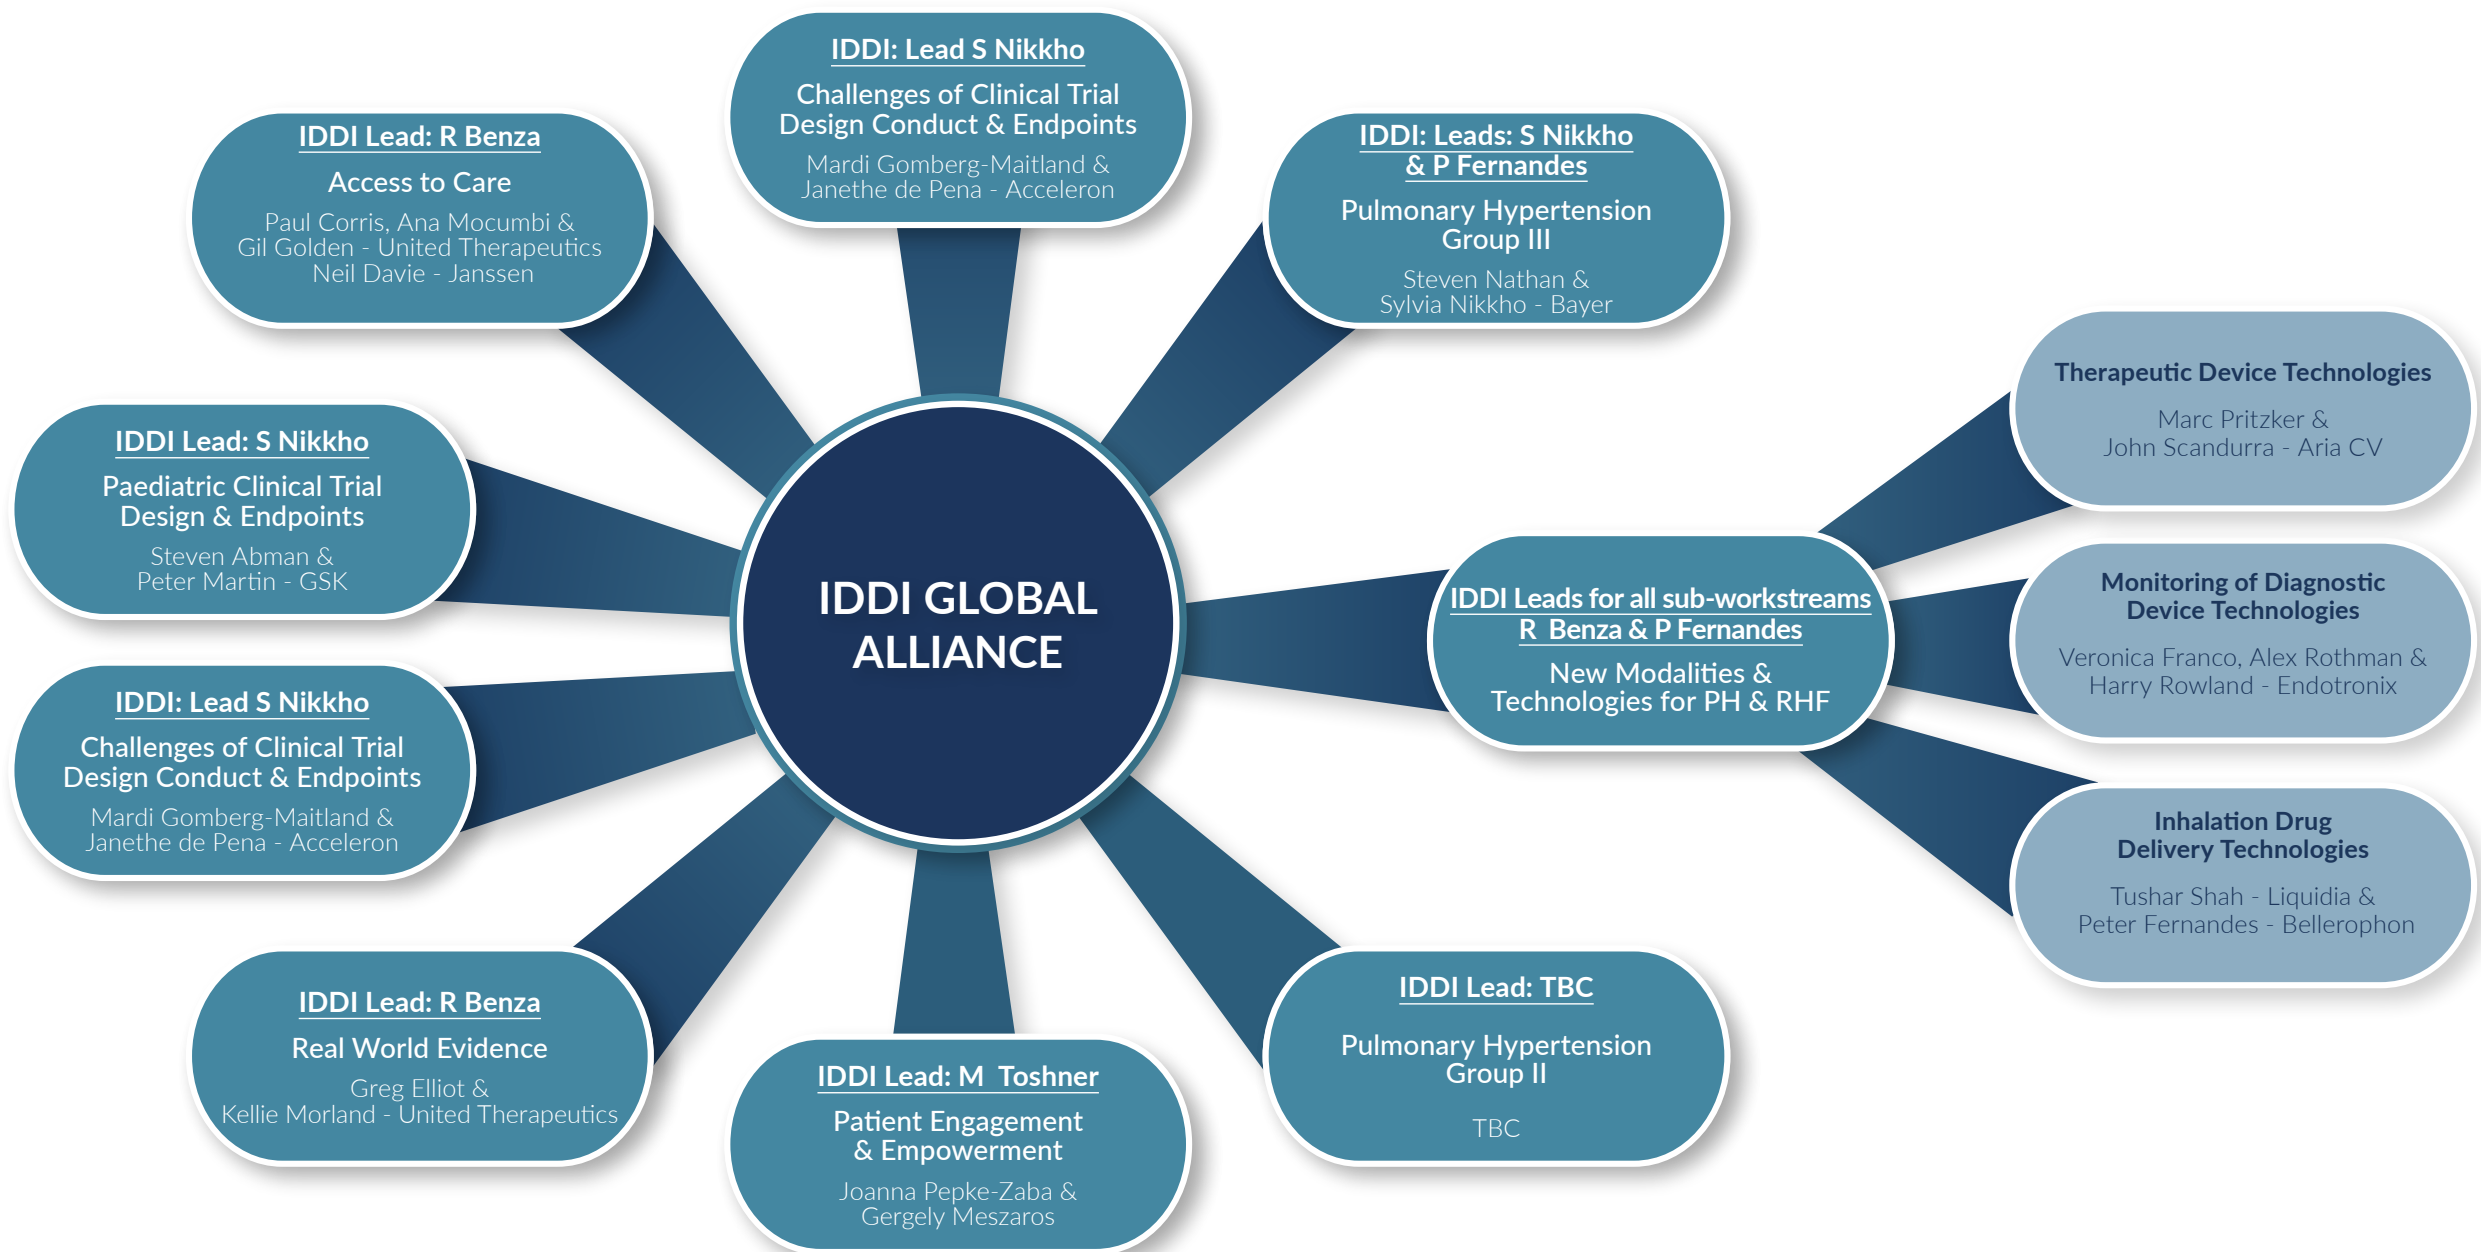 IDDI: Lead S Nikkho
Challenges of Clinical Trial
Design Conduct & Endpoints
Mardi Gomberg-Maitland &
Janethe de Pena - Acceleron
IDDI Lead: R Benza
Access to Care
Paul Corris, Ana Mocumbi &
Gil Golden - United Therapeutics
Neil Davie - Janssen
IDDI: Leads: S Nikkho
& P Fernandes
Pulmonary Hypertension
Group III
Steven Nathan &
Sylvia Nikkho - Bayer
Therapeutic Device Technologies
Marc Pritzker &
John Scandurra - Aria CV
IDDI Lead: S Nikkho
Paediatric Clinical Trial
Design & Endpoints
Steven Abman &
Peter Martin - GSK
IDDI GLOBAL
ALLIANCE
IDDI Leads for all sub-workstreams
R Benza & P Fernandes
New Modalities &
Technologies for PH & RHF
Monitoring of Diagnostic
Device Technologies
Veronica Franco, Alex Rothman &
Harry Rowland - Endotronix
IDDI: Lead S Nikkho
Challenges of Clinical Trial
Design Conduct & Endpoints
Mardi Gomberg-Maitland &
Janethe de Pena - Acceleron
Inhalation Drug
Delivery Technologies
Tushar Shah - Liquidia &
Peter Fernandes - Bellerophon
IDDI Lead: R Benza
Real World Evidence
Greg Elliot &
Kellie Morland - United Therapeutics
IDDI Lead: M Toshner
Patient Engagement
& Empowerment
Joanna Pepke-Zaba &
Gergely Meszaros
IDDI Lead: TBC
Pulmonary Hypertension
Group II
TBC